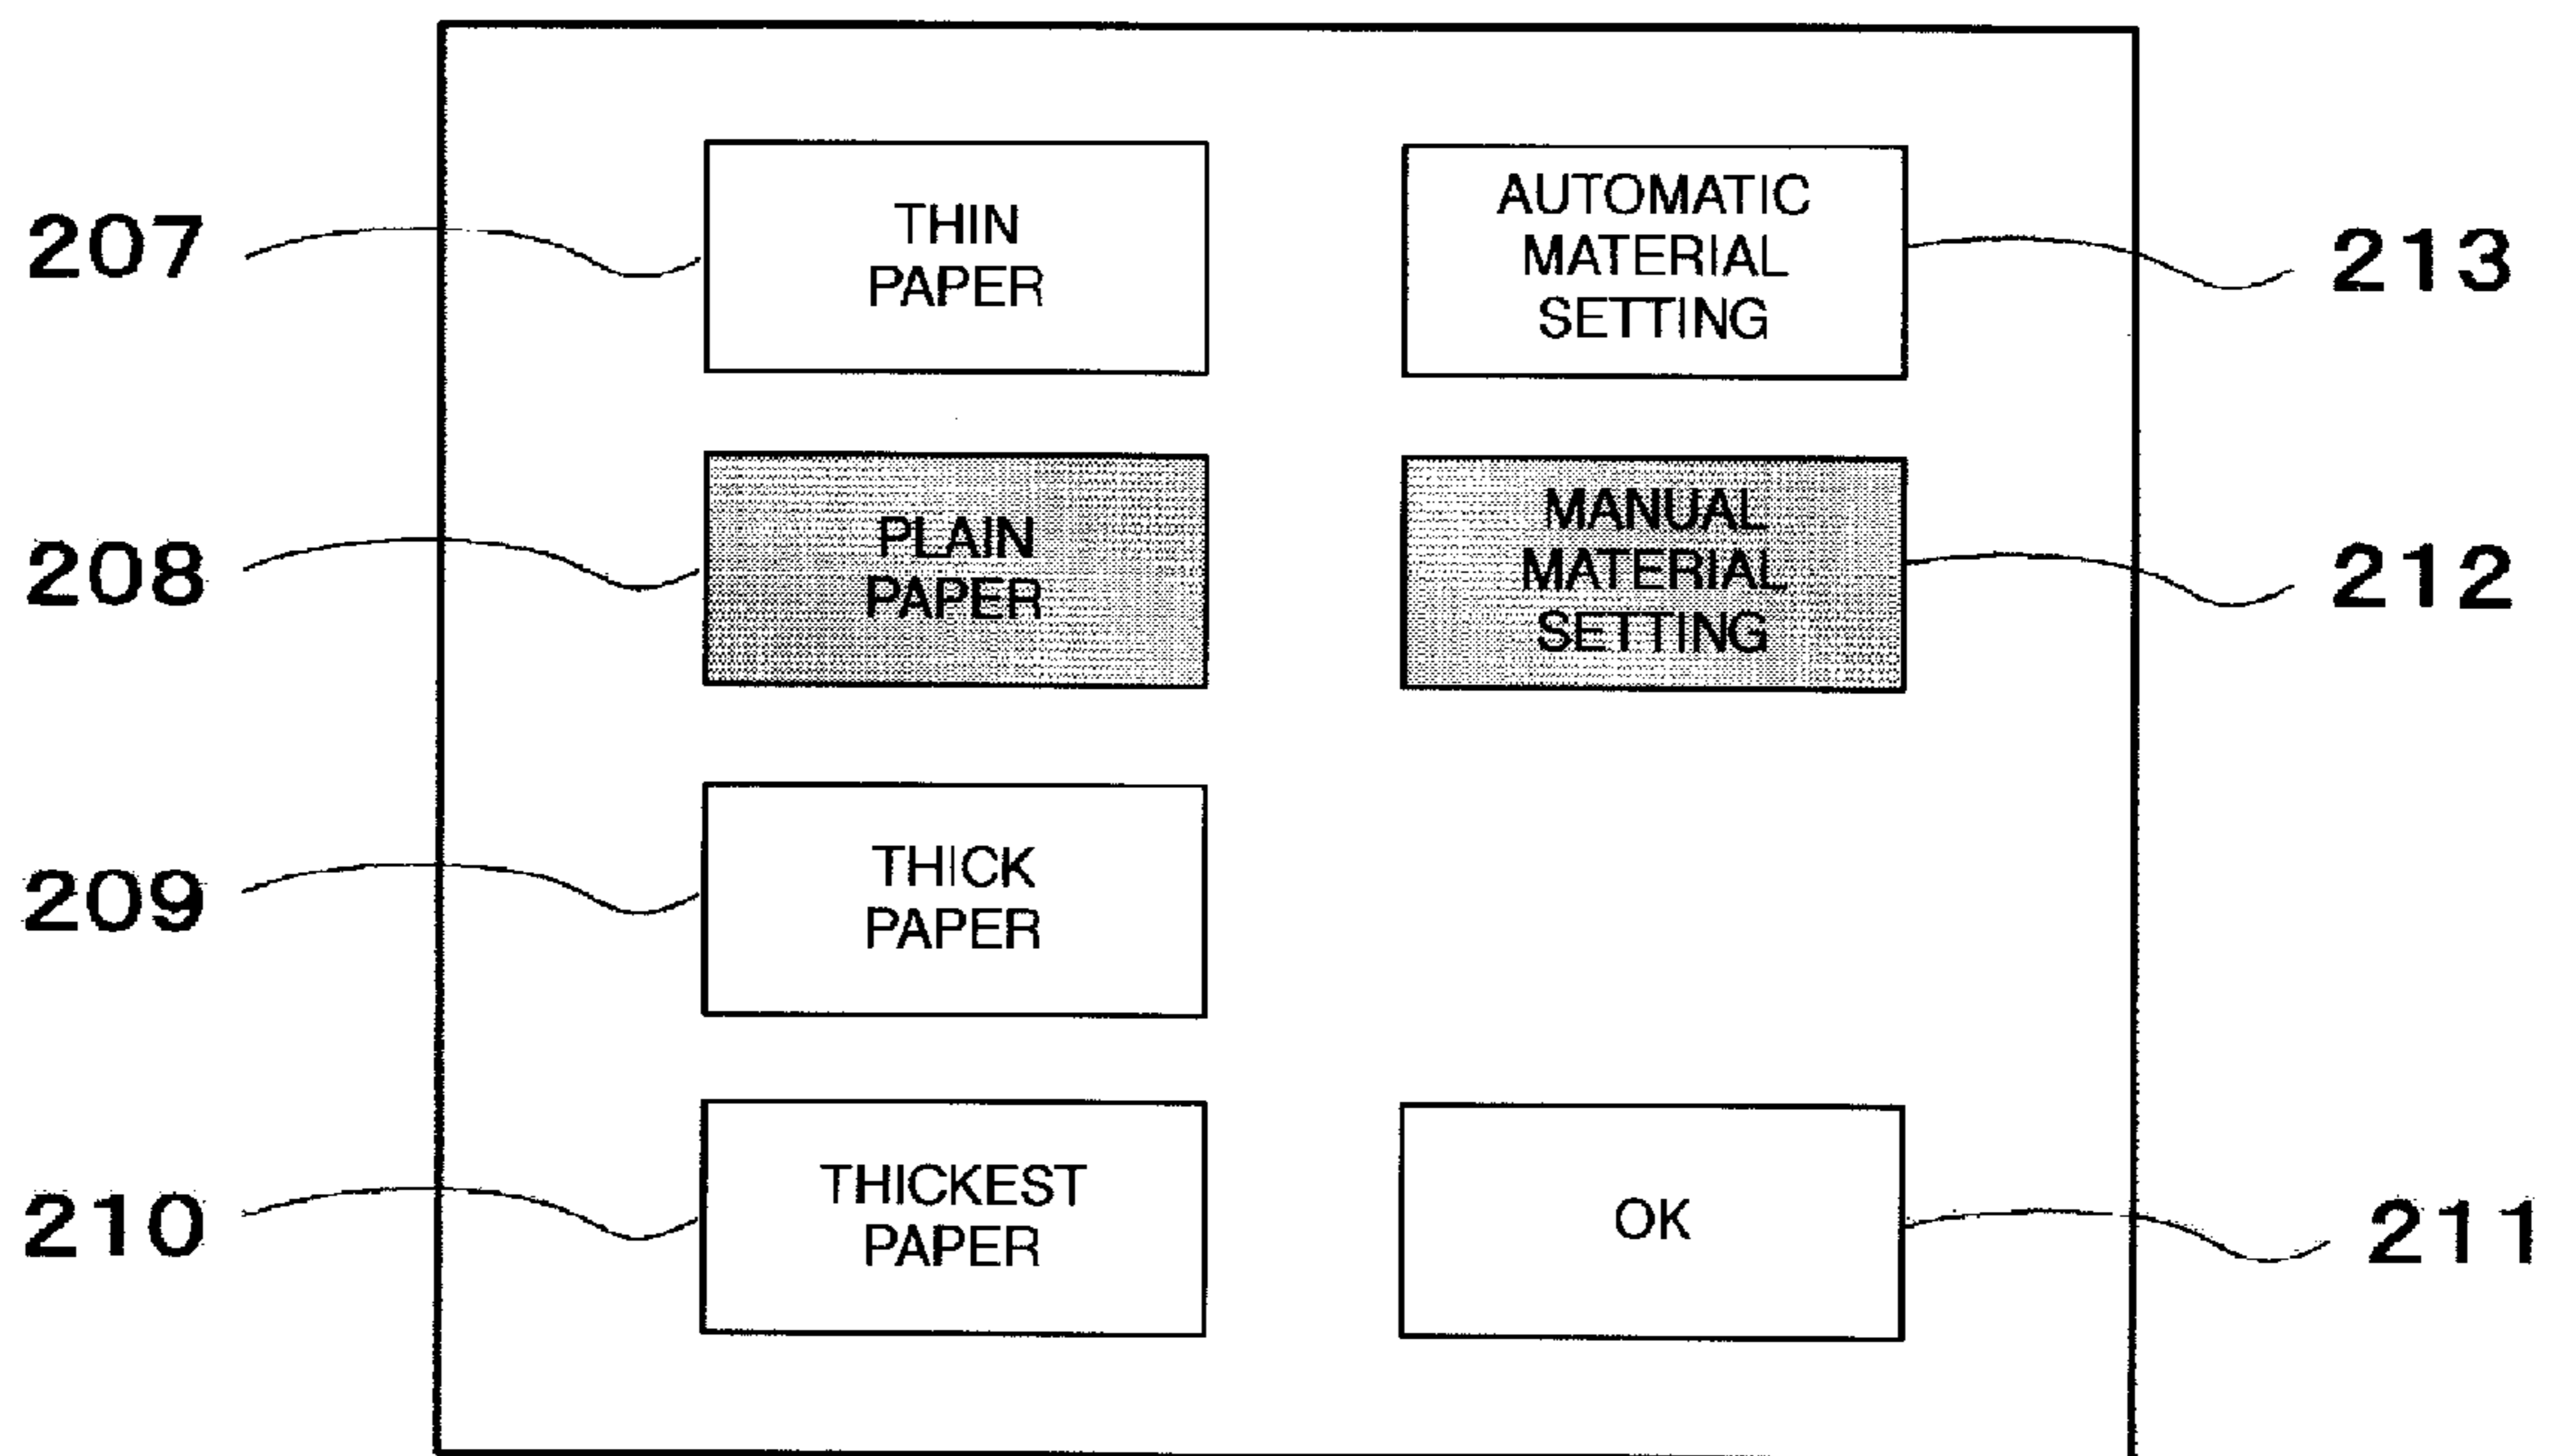 207
THIN
PAPER
AUTOMATIC
MATERIAL
SETTING
213
208
PLAIN
PAPER
MANUAL
MATERIAL
SETTING
212
209
THICK
PAPER
210
THICKEST
PAPER
OK
211